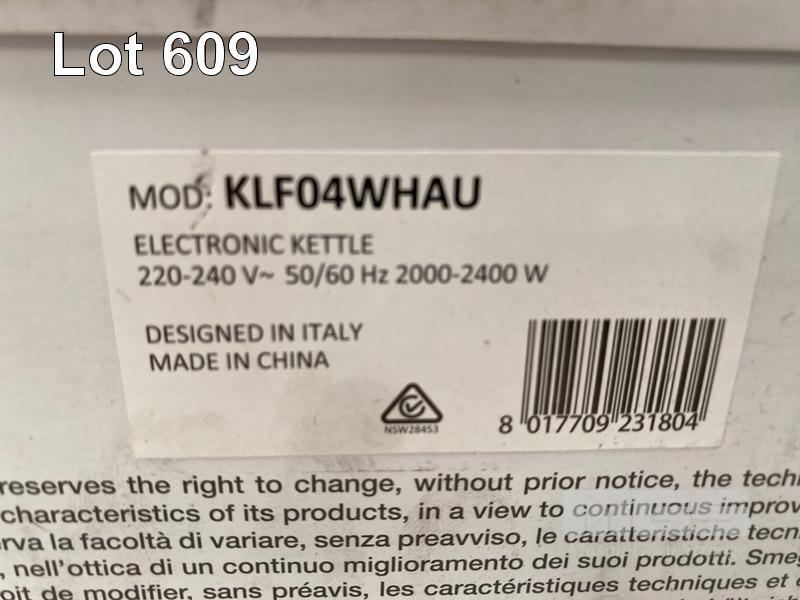 Lot 609
MOD: KLF04WHAU
ELECTRONIC KETTLE
220-240 V~ 50/60 Hz 2000-2400 W
DESIGNED IN ITALY
MADE IN CHINA
NSW28453
8 017709 231804
reserves the right to change, without prior notice, the techni
characteristics of its products, in a view to continuous improv
rva la facoltà di variare, senza preavviso, le caratteristiche tecn
, nell'ottica di un continuo miglioramento dei suoi prodotti. Smeg
oit de modifier, sans préavis, les caractéristiques techniques et